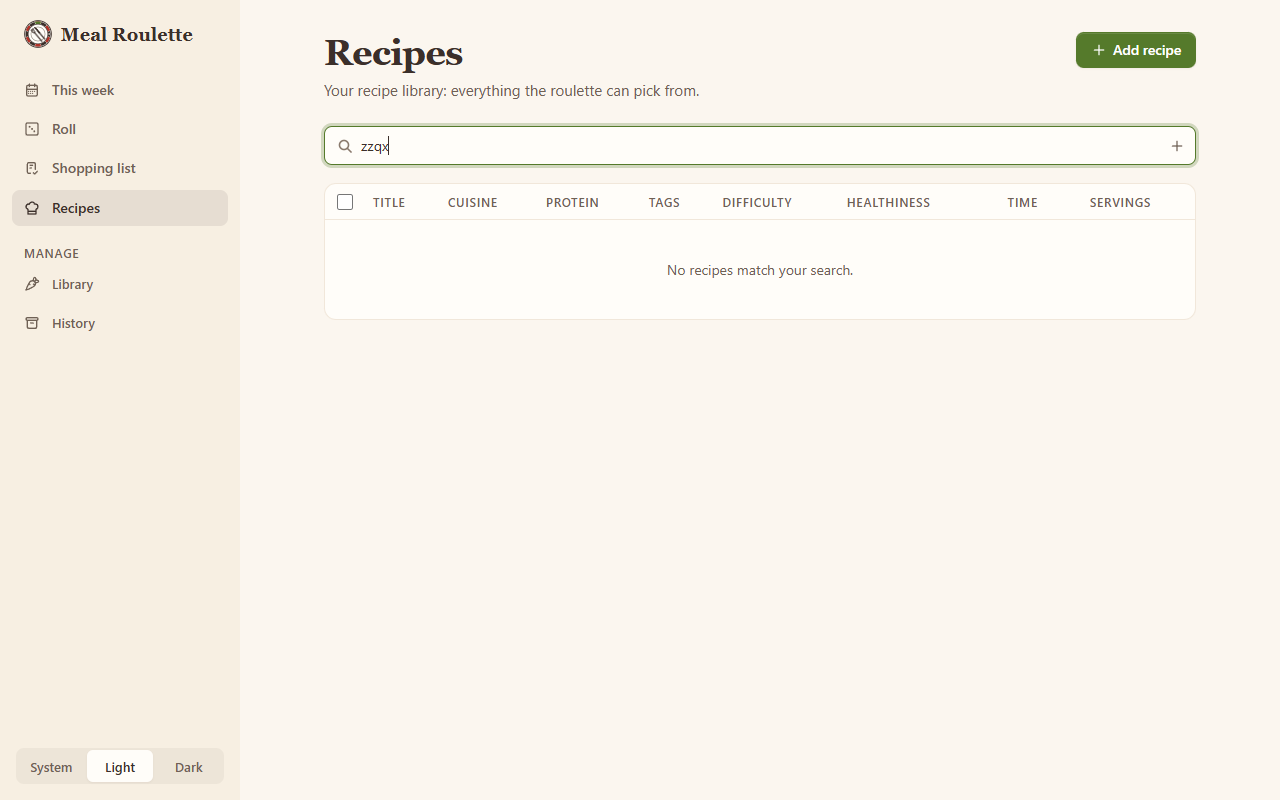 Meal Roulette
This week
Roll
Shopping list
Recipes
MANAGE
Library
History
System Light Dark
Recipes
Add recipe
Your recipe library: everything the roulette can pick from.
zzqx
TITLE CUISINE PROTEIN TAGS DIFFICULTY HEALTHINESS TIME SERVINGS
No recipes match your search.